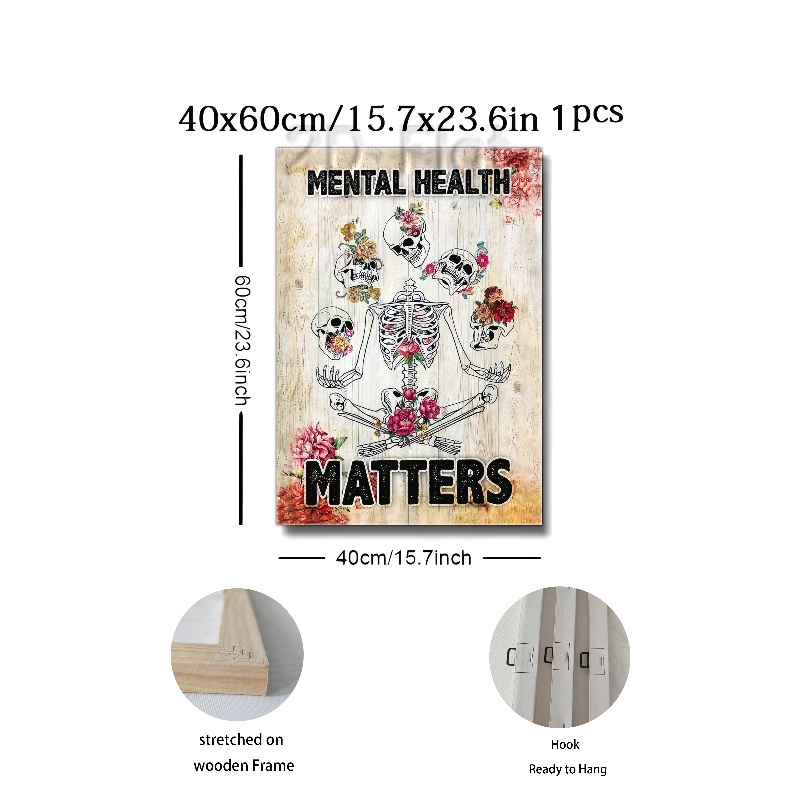 40x60cm/15.7x23.6in 1pcs
MENTAL HEALTH
60cm/23.6inch
MATTERS
40cm/15.7inch
stretched on
wooden Frame
Hook
Ready to Hang